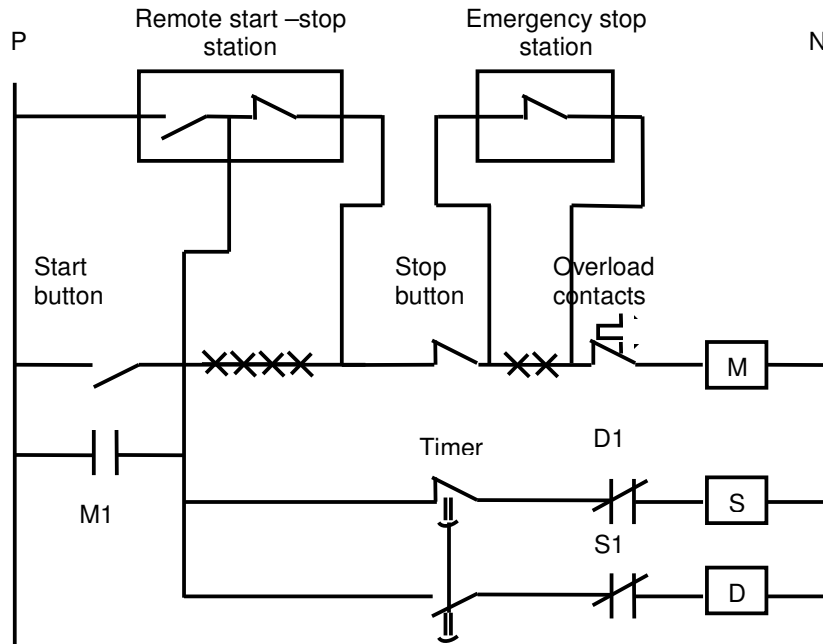 Remote start –stop
station
Emergency stop
station
P
N
Start
button
Stop
button
Overload
contacts
M
M1
Timer
D1
S
S1
D